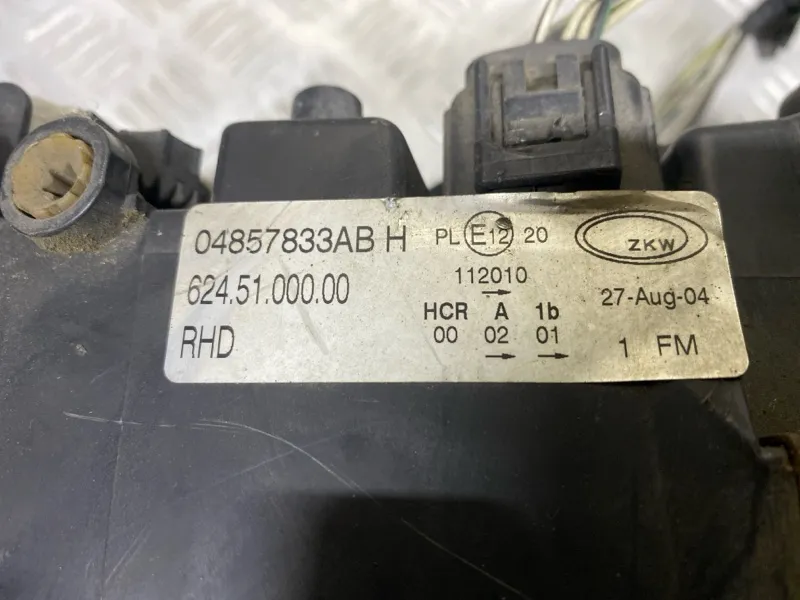 04857833AB H PL E12 20 ZKW
624.51.000.00 112010 27-Aug-04
HCR A 1b
RHD 00 02 01 1 FM